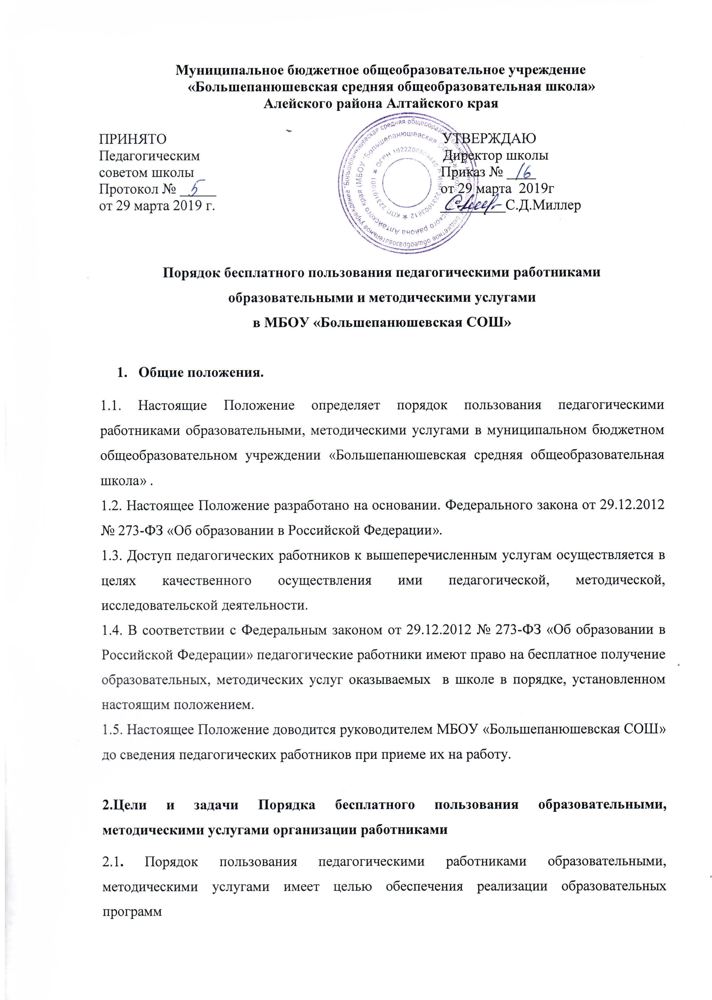 Муниципальное бюджетное общеобразовательное учреждение
«Большепанюшевская средняя общеобразовательная школа»
Алейского района Алтайского края
ПРИНЯТО
Педагогическим
советом школы
Протокол № 5
от 29 марта 2019 г.
УТВЕРЖДАЮ
Директор школы
Приказ № 16
от 29 марта 2019г
С.Д.Миллер
Порядок бесплатного пользования педагогическими работниками
образовательными и методическими услугами
в МБОУ «Большепанюшевская СОШ»
1. Общие положения.
1.1. Настоящие Положение определяет порядок пользования педагогическими
работниками образовательными, методическими услугами в муниципальном бюджетном
общеобразовательном учреждении «Большепанюшевская средняя общеобразовательная
школа» .
1.2. Настоящее Положение разработано на основании. Федерального закона от 29.12.2012
№ 273-ФЗ «Об образовании в Российской Федерации».
1.3. Доступ педагогических работников к вышеперечисленным услугам осуществляется в
целях качественного осуществления ими педагогической, методической,
исследовательской деятельности.
1.4. В соответствии с Федеральным законом от 29.12.2012 № 273-ФЗ «Об образовании в
Российской Федерации» педагогические работники имеют право на бесплатное получение
образовательных, методических услуг оказываемых в школе в порядке, установленном
настоящим положением.
1.5. Настоящее Положение доводится руководителем МБОУ «Большепанюшевская СОШ»
до сведения педагогических работников при приеме их на работу.
2.Цели и задачи Порядка бесплатного пользования образовательными,
методическими услугами организации работниками
2.1. Порядок пользования педагогическими работниками образовательными,
методическими услугами имеет целью обеспечения реализации образовательных
программ